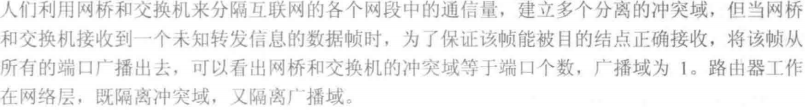 人们利用网桥和交换机来分隔互联网的各个网段中的通信量，建立多个分离的冲突域，但当网桥
和交换机接收到一个未知转发信息的数据帧时，为了保证该帧能被目的结点正确接收，将该帧从
所有的端口广播出去，可以看出网桥和交换机的冲突域等于端口个数，广播域为 1。路由器工作
在网络层，既隔离冲突域，又隔离广播域。